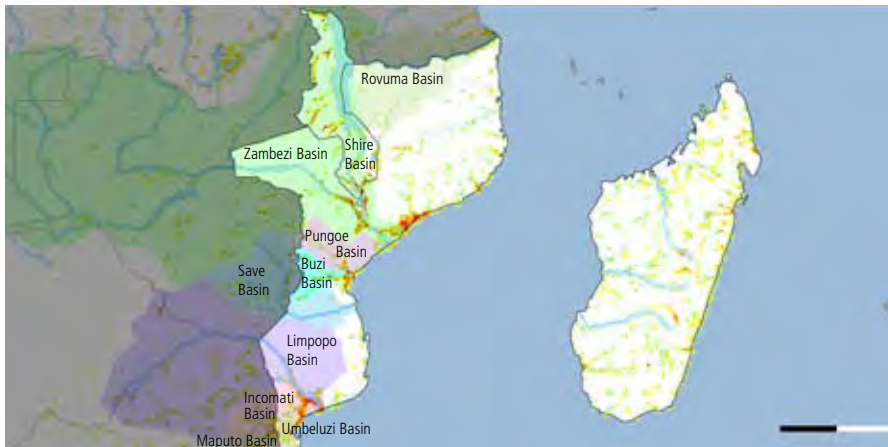 Rovuma Basin
Shire
Basin
Zambezi Basin
Pungoe
Basin
Buzi
Basin
Save
Basin
Limpopo
Basin
Incomati
Basin
Umbeluzi Basin
Maputo Basin